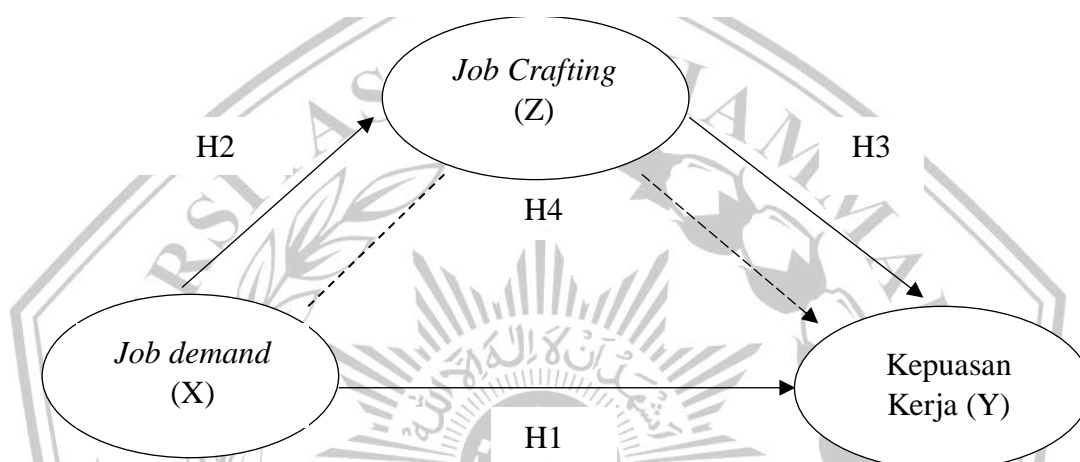 Job Crafting
(Z)
H2
H3
H4
Job demand
(X)
Kepuasan
Kerja (Y)
H1